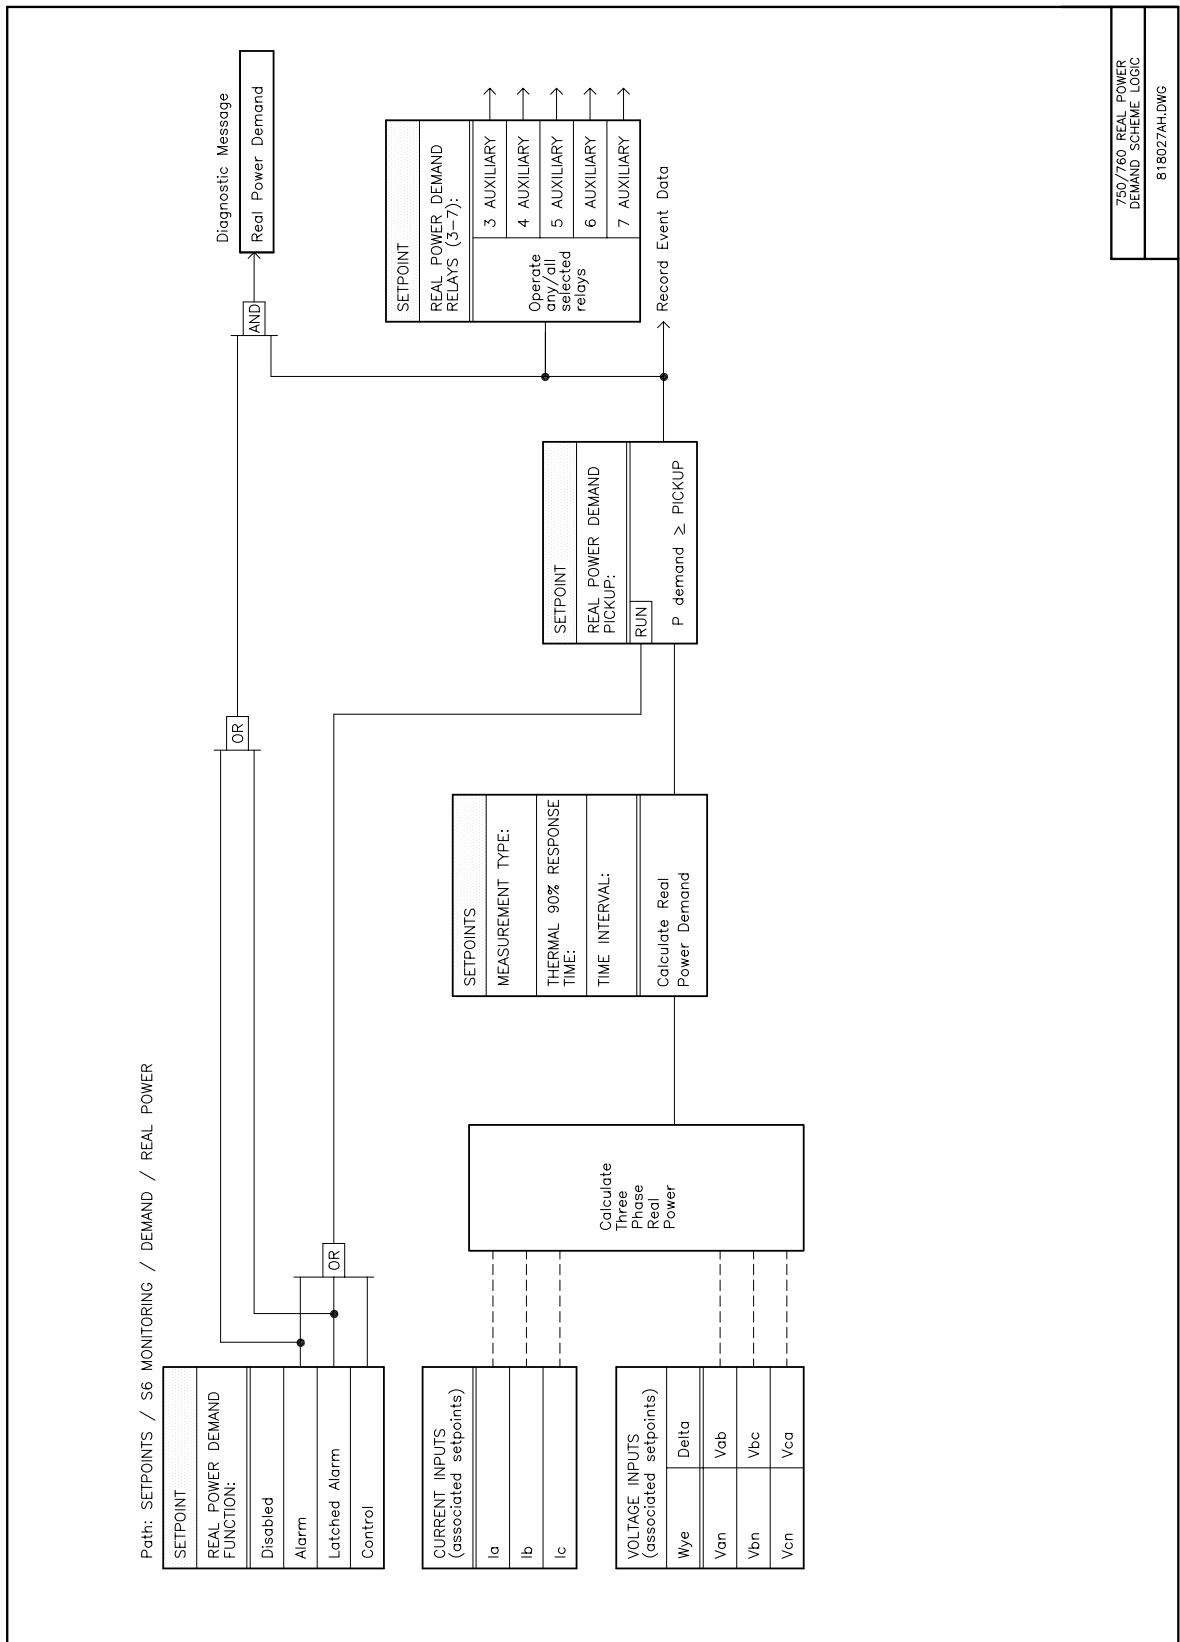 Path: SETPOINTS / S6 MONITORING / DEMAND / REAL POWER
SETPOINT
REAL POWER DEMAND
FUNCTION:
Disabled
Alarm
Latched Alarm
Control
OR
OR
AND
Diagnostic Message
Real Power Demand
CURRENT INPUTS
(associated setpoints)
Ia
Ib
Ic
VOLTAGE INPUTS
(associated setpoints)
Wye Delta
Van Vab
Vbn Vbc
Vcn Vca
Calculate
Three
Phase
Real
Power
SETPOINTS
MEASUREMENT TYPE:
THERMAL 90% RESPONSE
TIME:
TIME INTERVAL:
Calculate Real
Power Demand
SETPOINT
REAL POWER DEMAND
PICKUP:
RUN
P demand ≥ PICKUP
SETPOINT
REAL POWER DEMAND
RELAYS (3-7):
Operate
any/all
selected
relays
3 AUXILIARY
4 AUXILIARY
5 AUXILIARY
6 AUXILIARY
7 AUXILIARY
Record Event Data
750/760 REAL POWER
DEMAND SCHEME LOGIC
818027AH.DWG